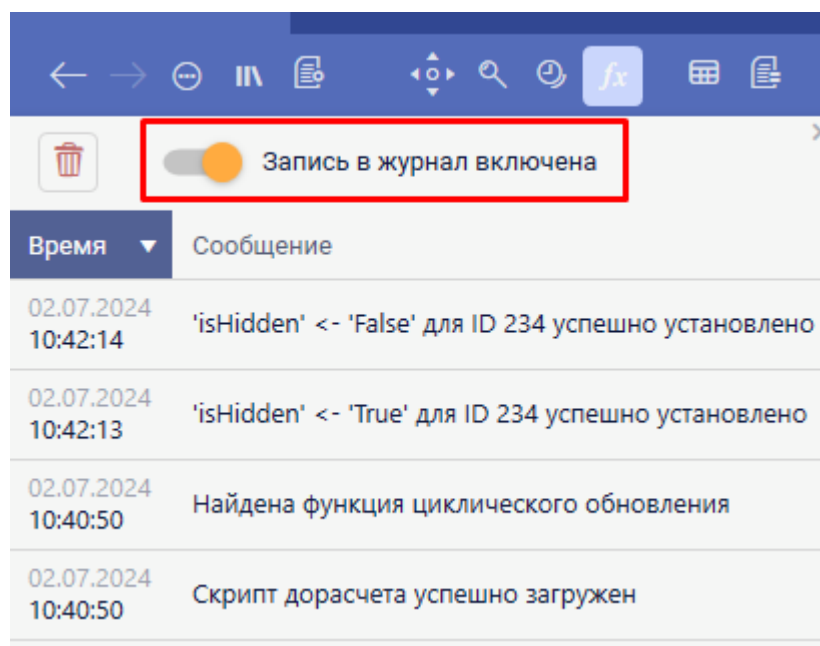 fx
Запись в журнал включена
Время Сообщение
02.07.2024
10:42:14
'isHidden' <- 'False' для ID 234 успешно установлено
02.07.2024
10:42:13
'isHidden' <- 'True' для ID 234 успешно установлено
02.07.2024
10:40:50
Найдена функция циклического обновления
02.07.2024
10:40:50
Скрипт дорасчета успешно загружен